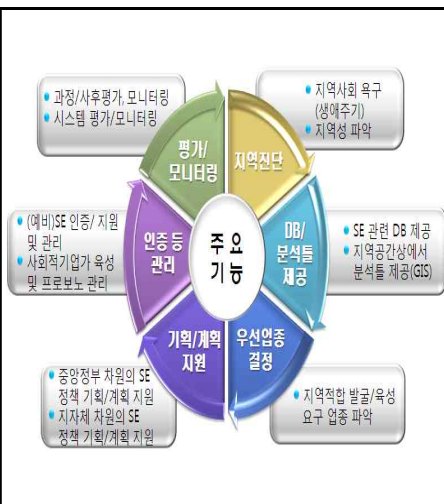 과정/사후평가, 모니터링
시스템 평가/모니터링
지역사회 욕구
(생애주기)
지역성 파악
평가/
모니터링
지역진단
(예비)SE 인증/ 지원
및 관리
사회적기업가 육성
및 프로보노 관리
인증 등
관리
주요
기능
DB/
분석틀
제공
SE 관련 DB 제공
지역공간상에서
분석틀 제공(GIS)
기획/계획
지원
우선업종
결정
중앙정부 차원의 SE
정책 기획/계획 지원
지자체 차원의 SE
정책 기획/계획 지원
지역적합 발굴/육성
요구 업종 파악